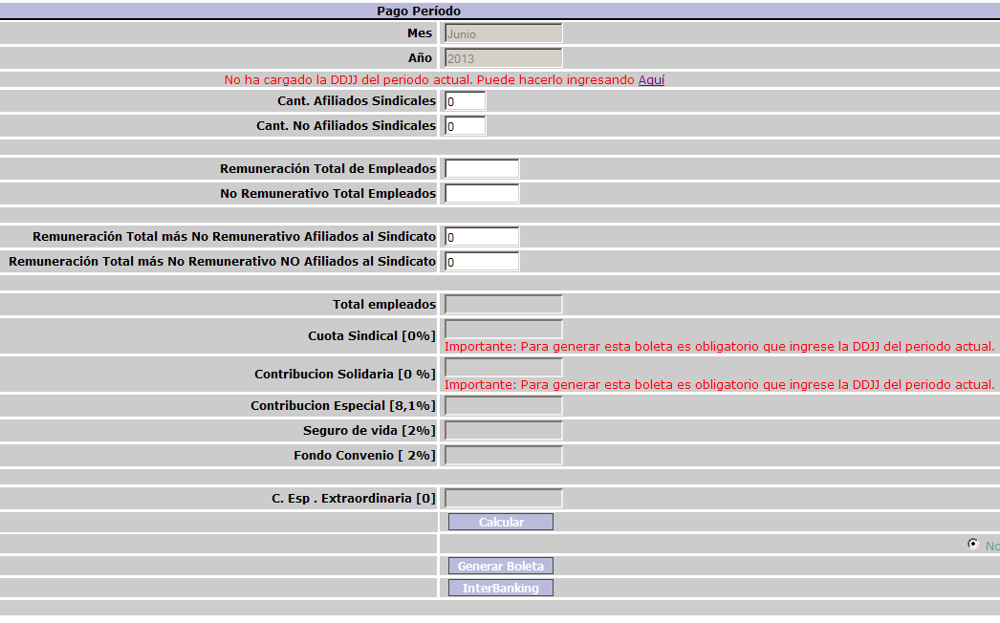 Pago Período
Mes Junio
Año 2013
No ha cargado la DDJJ del periodo actual. Puede hacerlo ingresando Aquí
Cant. Afiliados Sindicales 0
Cant. No Afiliados Sindicales 0
Remuneración Total de Empleados
No Remunerativo Total Empleados
Remuneración Total más No Remunerativo Afiliados al Sindicato 0
Remuneración Total más No Remunerativo NO Afiliados al Sindicato 0
Total empleados
Cuota Sindical [0%]
Importante: Para generar esta boleta es obligatorio que ingrese la DDJJ del periodo actual.
Contribucion Solidaria [0 %]
Importante: Para generar esta boleta es obligatorio que ingrese la DDJJ del periodo actual.
Contribucion Especial [8,1%]
Seguro de vida [2%]
Fondo Convenio [ 2%]
C. Esp . Extraordinaria [0]
Calcular
No
Generar Boleta
InterBanking